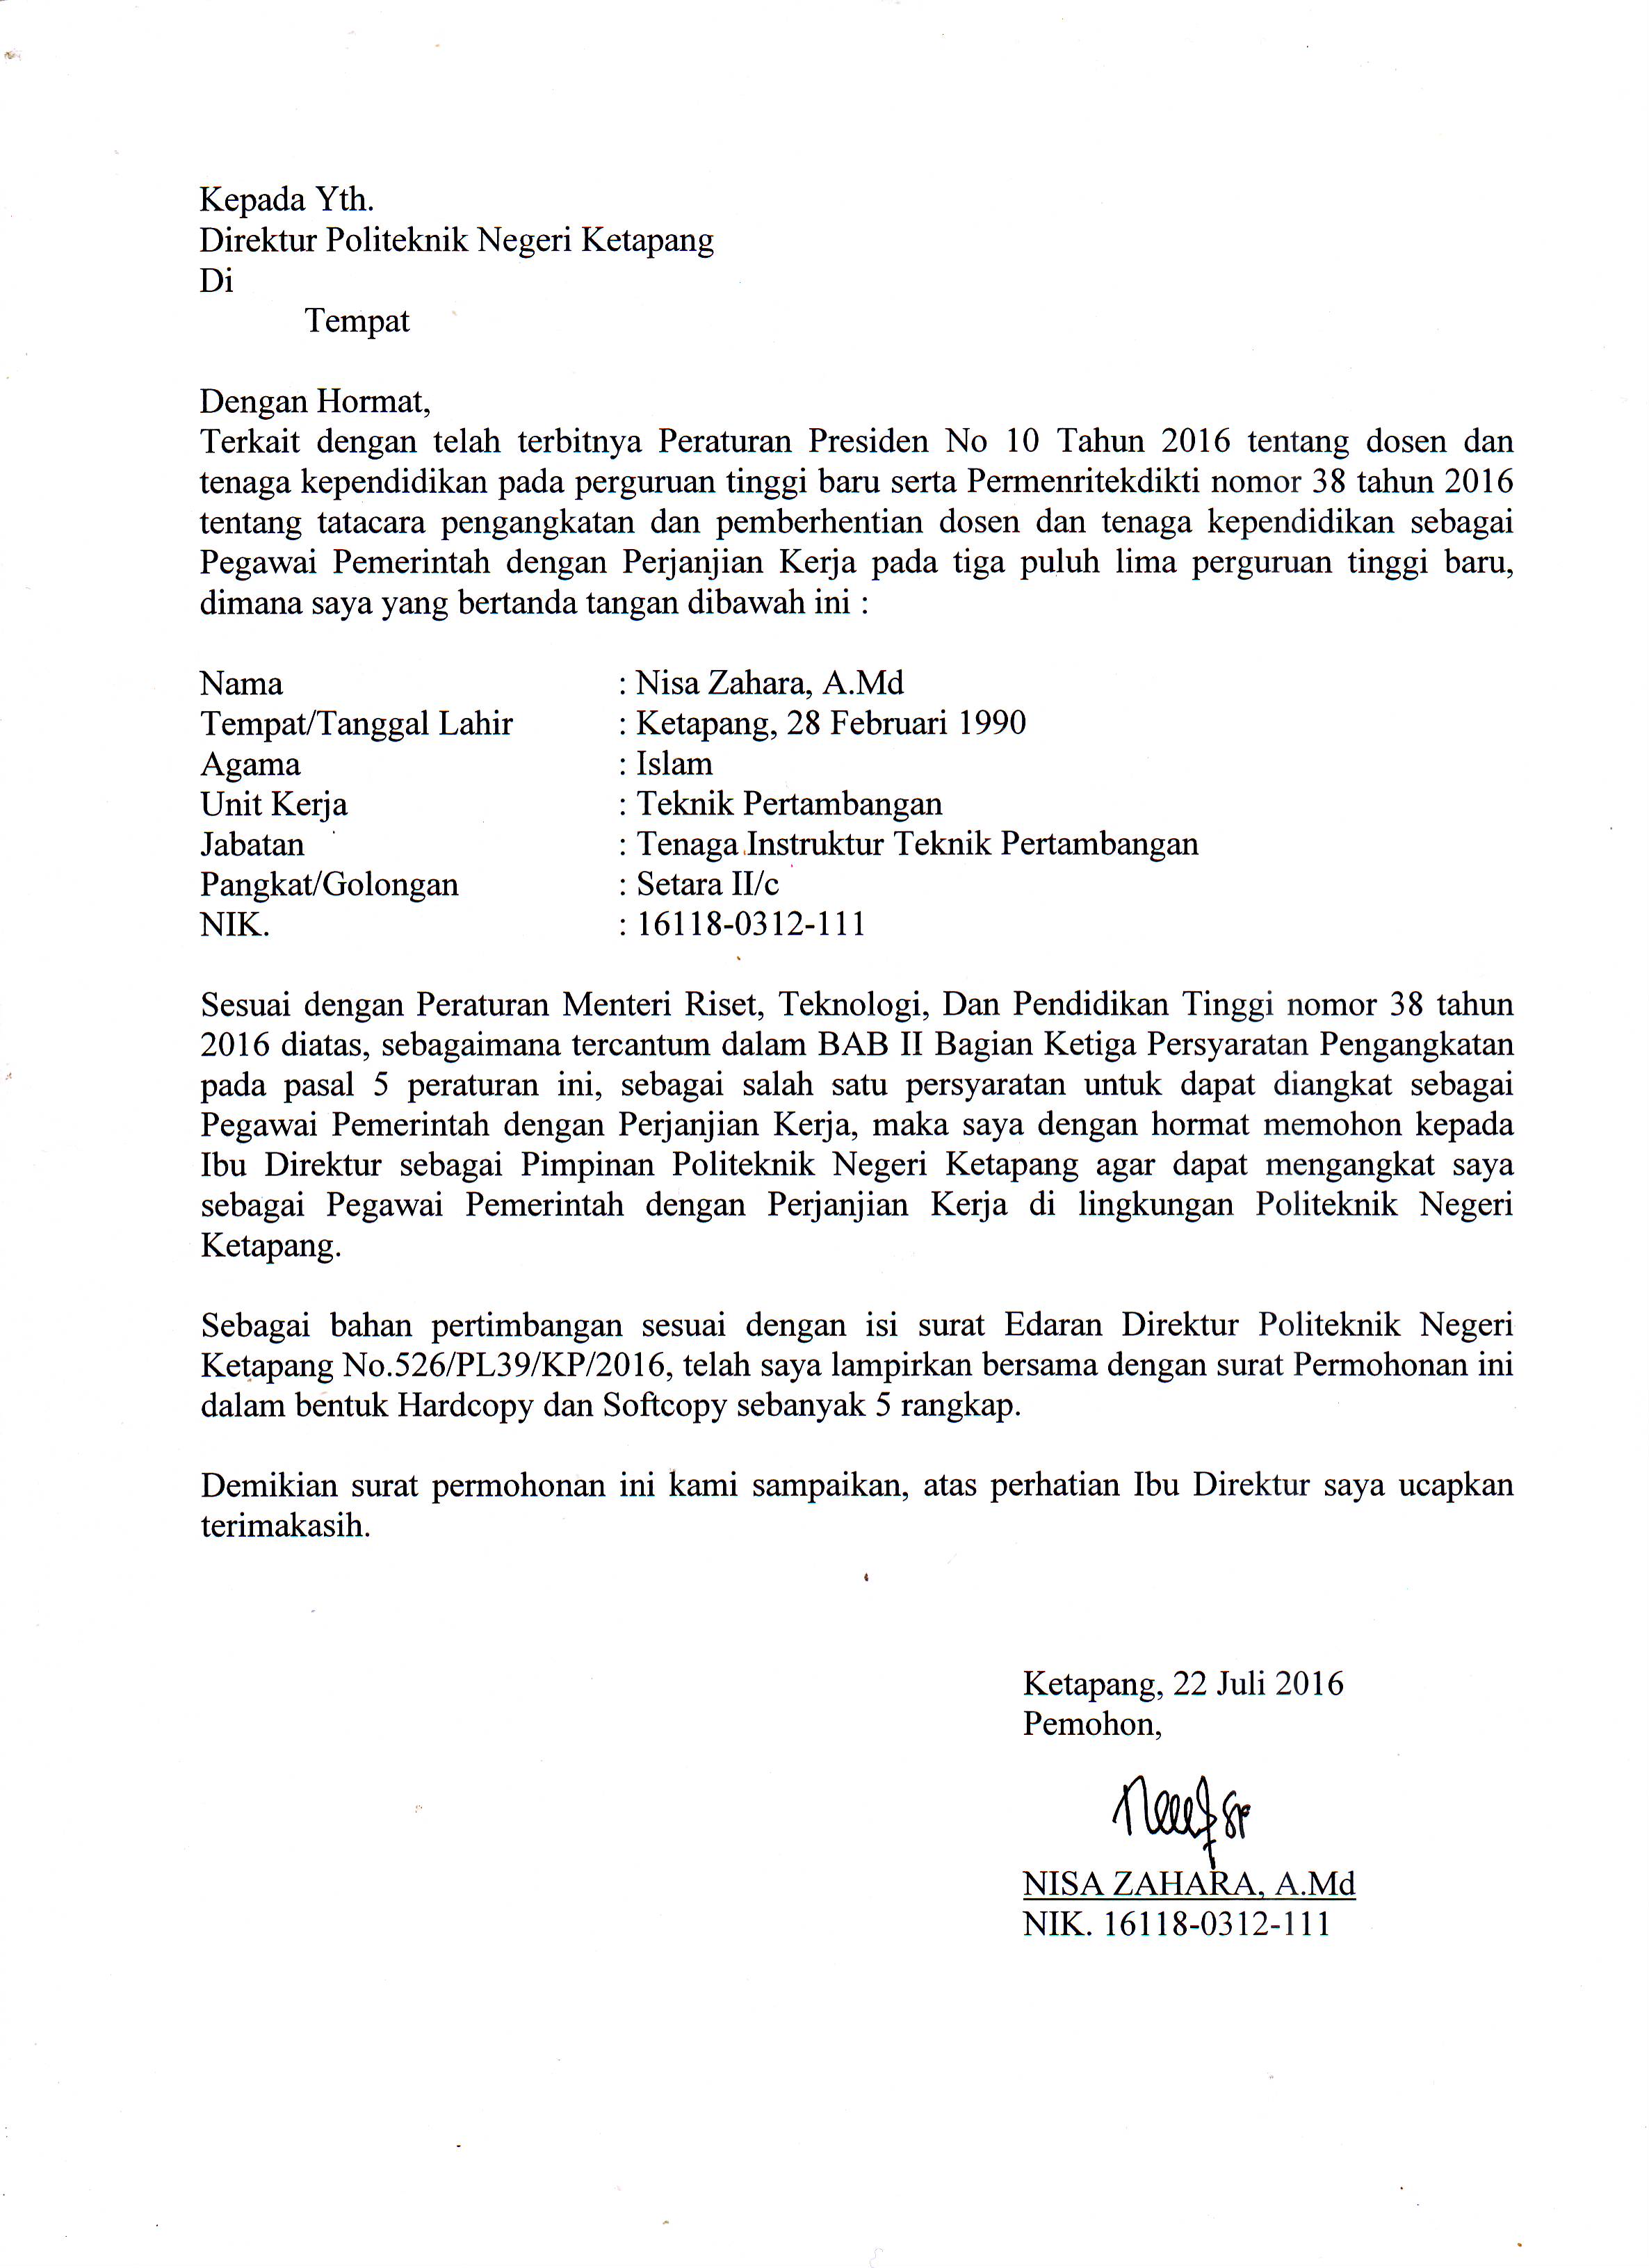 Kepada Yth.
Direktur Politeknik Negeri Ketapang
Di
Tempat
Dengan Hormat,
Terkait dengan telah terbitnya Peraturan Presiden No 10 Tahun 2016 tentang dosen dan
tenaga kependidikan pada perguruan tinggi baru serta Permenritekdikti nomor 38 tahun 2016
tentang tatacara pengangkatan dan pemberhentian dosen dan tenaga kependidikan sebagai
Pegawai Pemerintah dengan Perjanjian Kerja pada tiga puluh lima perguruan tinggi baru,
dimana saya yang bertanda tangan dibawah ini :
Nama : Nisa Zahara, A.Md
Tempat/Tanggal Lahir : Ketapang, 28 Februari 1990
Agama : Islam
Unit Kerja : Teknik Pertambangan
Jabatan : Tenaga Instruktur Teknik Pertambangan
Pangkat/Golongan : Setara II/c
NIK. : 16118-0312-111
Sesuai dengan Peraturan Menteri Riset, Teknologi, Dan Pendidikan Tinggi nomor 38 tahun
2016 diatas, sebagaimana tercantum dalam BAB II Bagian Ketiga Persyaratan Pengangkatan
pada pasal 5 peraturan ini, sebagai salah satu persyaratan untuk dapat diangkat sebagai
Pegawai Pemerintah dengan Perjanjian Kerja, maka saya dengan hormat memohon kepada
Ibu Direktur sebagai Pimpinan Politeknik Negeri Ketapang agar dapat mengangkat saya
sebagai Pegawai Pemerintah dengan Perjanjian Kerja di lingkungan Politeknik Negeri
Ketapang.
Sebagai bahan pertimbangan sesuai dengan isi surat Edaran Direktur Politeknik Negeri
Ketapang No.526/PL39/KP/2016, telah saya lampirkan bersama dengan surat Permohonan ini
dalam bentuk Hardcopy dan Softcopy sebanyak 5 rangkap.
Demikian surat permohonan ini kami sampaikan, atas perhatian Ibu Direktur saya ucapkan
terimakasih.
Ketapang, 22 Juli 2016
Pemohon,
NISA ZAHARA, A.Md
NIK. 16118-0312-111